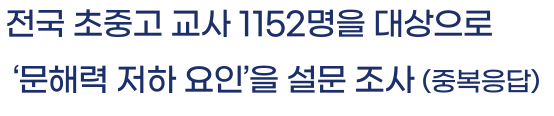 전국 초중고 교사 1152명을 대상으로
‘문해력 저하 요인’을 설문 조사 (중복응답)